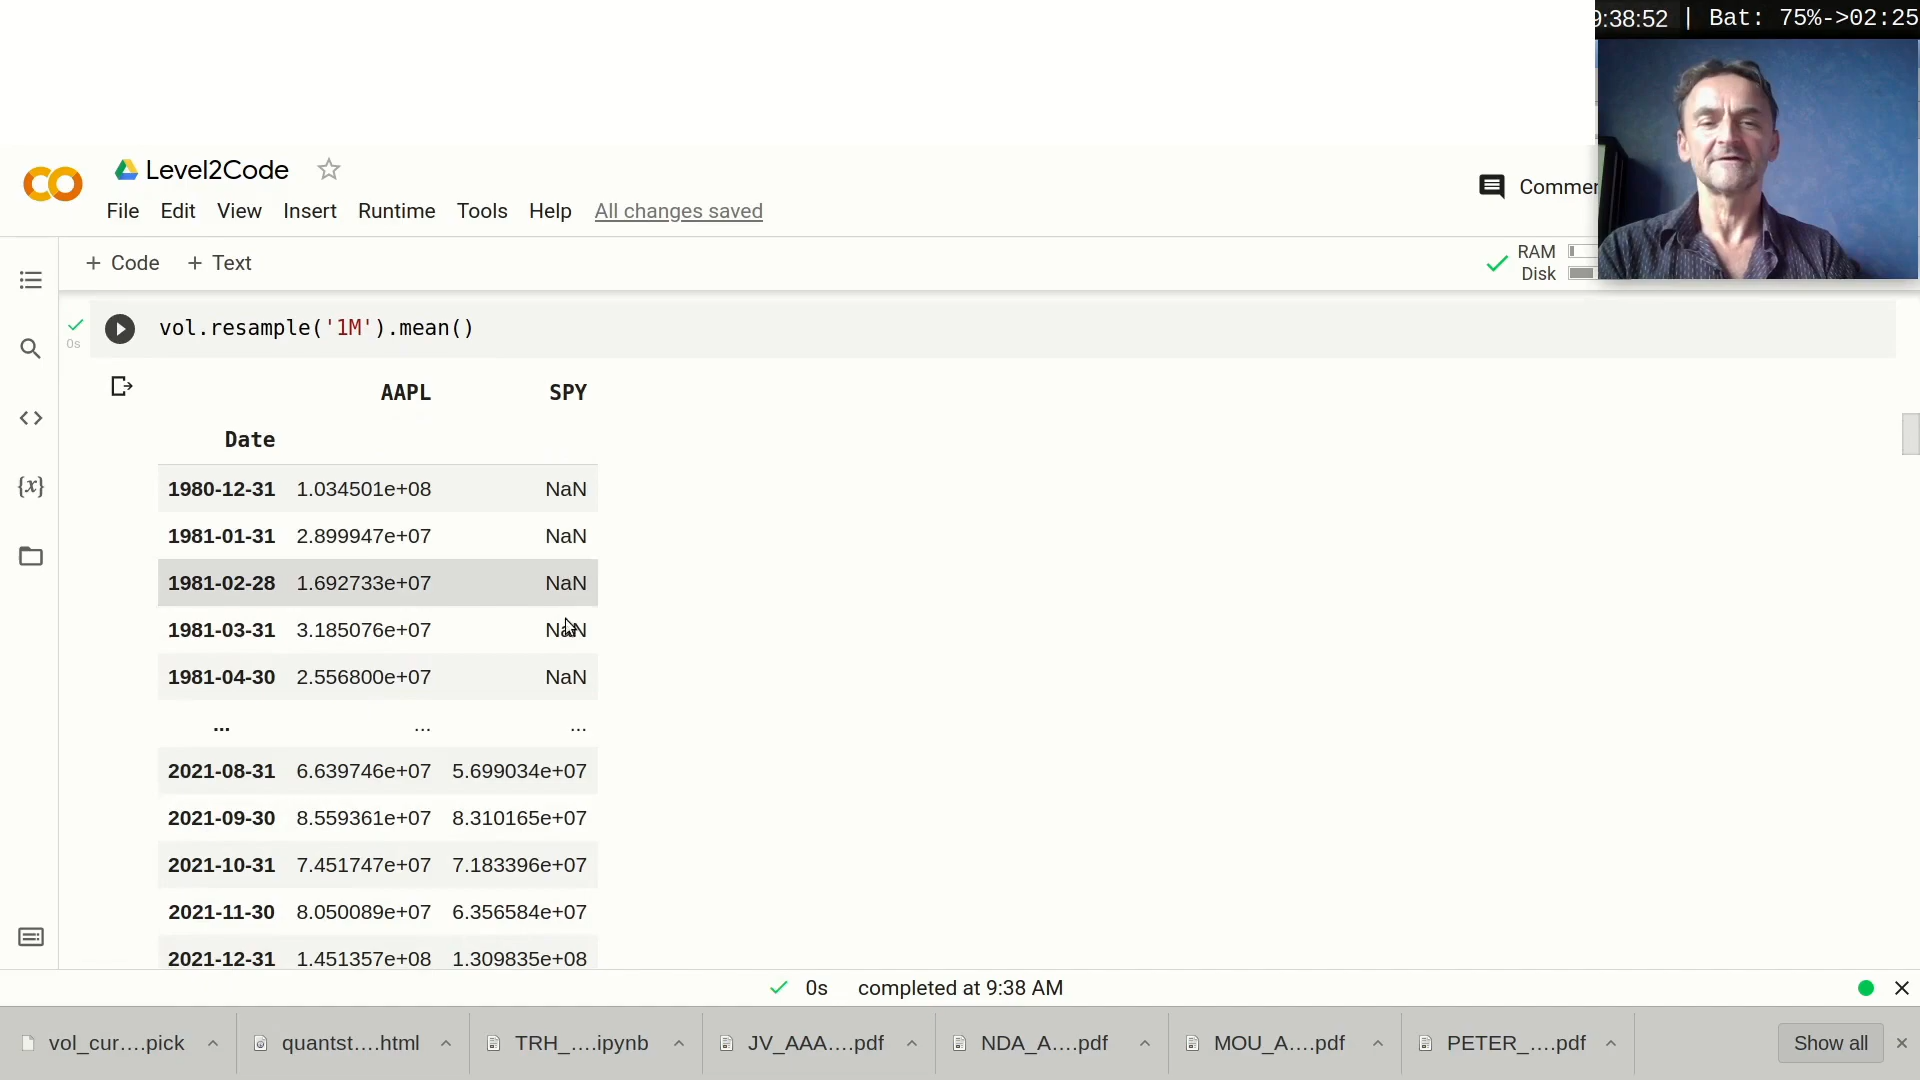 9:38:52 | Bat: 75%->02:25
Level2Code
File Edit View Insert Runtime Tools Help All changes saved
Commen
+ Code + Text
RAM
Disk
0s
vol.resample('1M').mean()
AAPL SPY
Date
1980-12-31 1.034501e+08 NaN
1981-01-31 2.899947e+07 NaN
1981-02-28 1.692733e+07 NaN
1981-03-31 3.185076e+07 NaN
1981-04-30 2.556800e+07 NaN
... ... ...
2021-08-31 6.639746e+07 5.699034e+07
2021-09-30 8.559361e+07 8.310165e+07
2021-10-31 7.451747e+07 7.183396e+07
2021-11-30 8.050089e+07 6.356584e+07
2021-12-31 1.451357e+08 1.309835e+08
0s completed at 9:38 AM
vol_cur....pick quantst....html TRH_....ipynb JV_AAA....pdf NDA_A....pdf MOU_A....pdf PETER_....pdf Show all